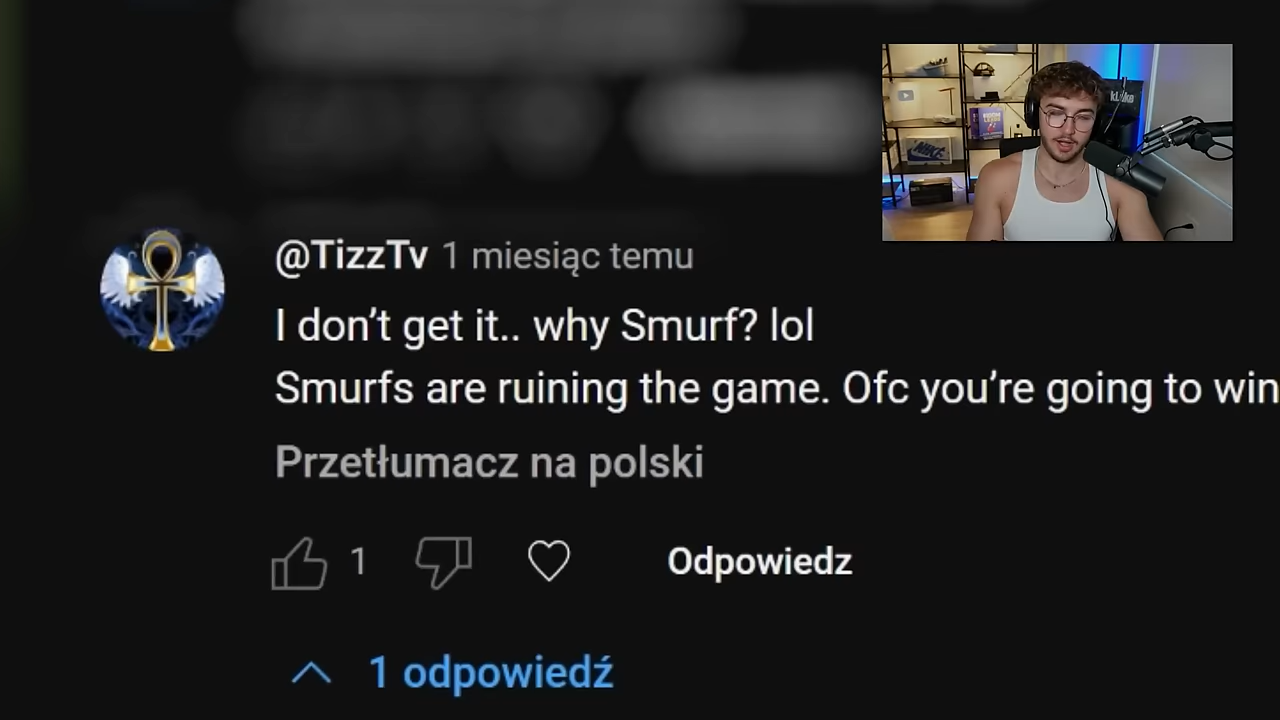 @TizzTv 1 miesiąc temu
I don’t get it.. why Smurf? lol
Smurfs are ruining the game. Ofc you’re going to win
Przetłumacz na polski
1
Odpowiedz
1 odpowiedź
NIKE